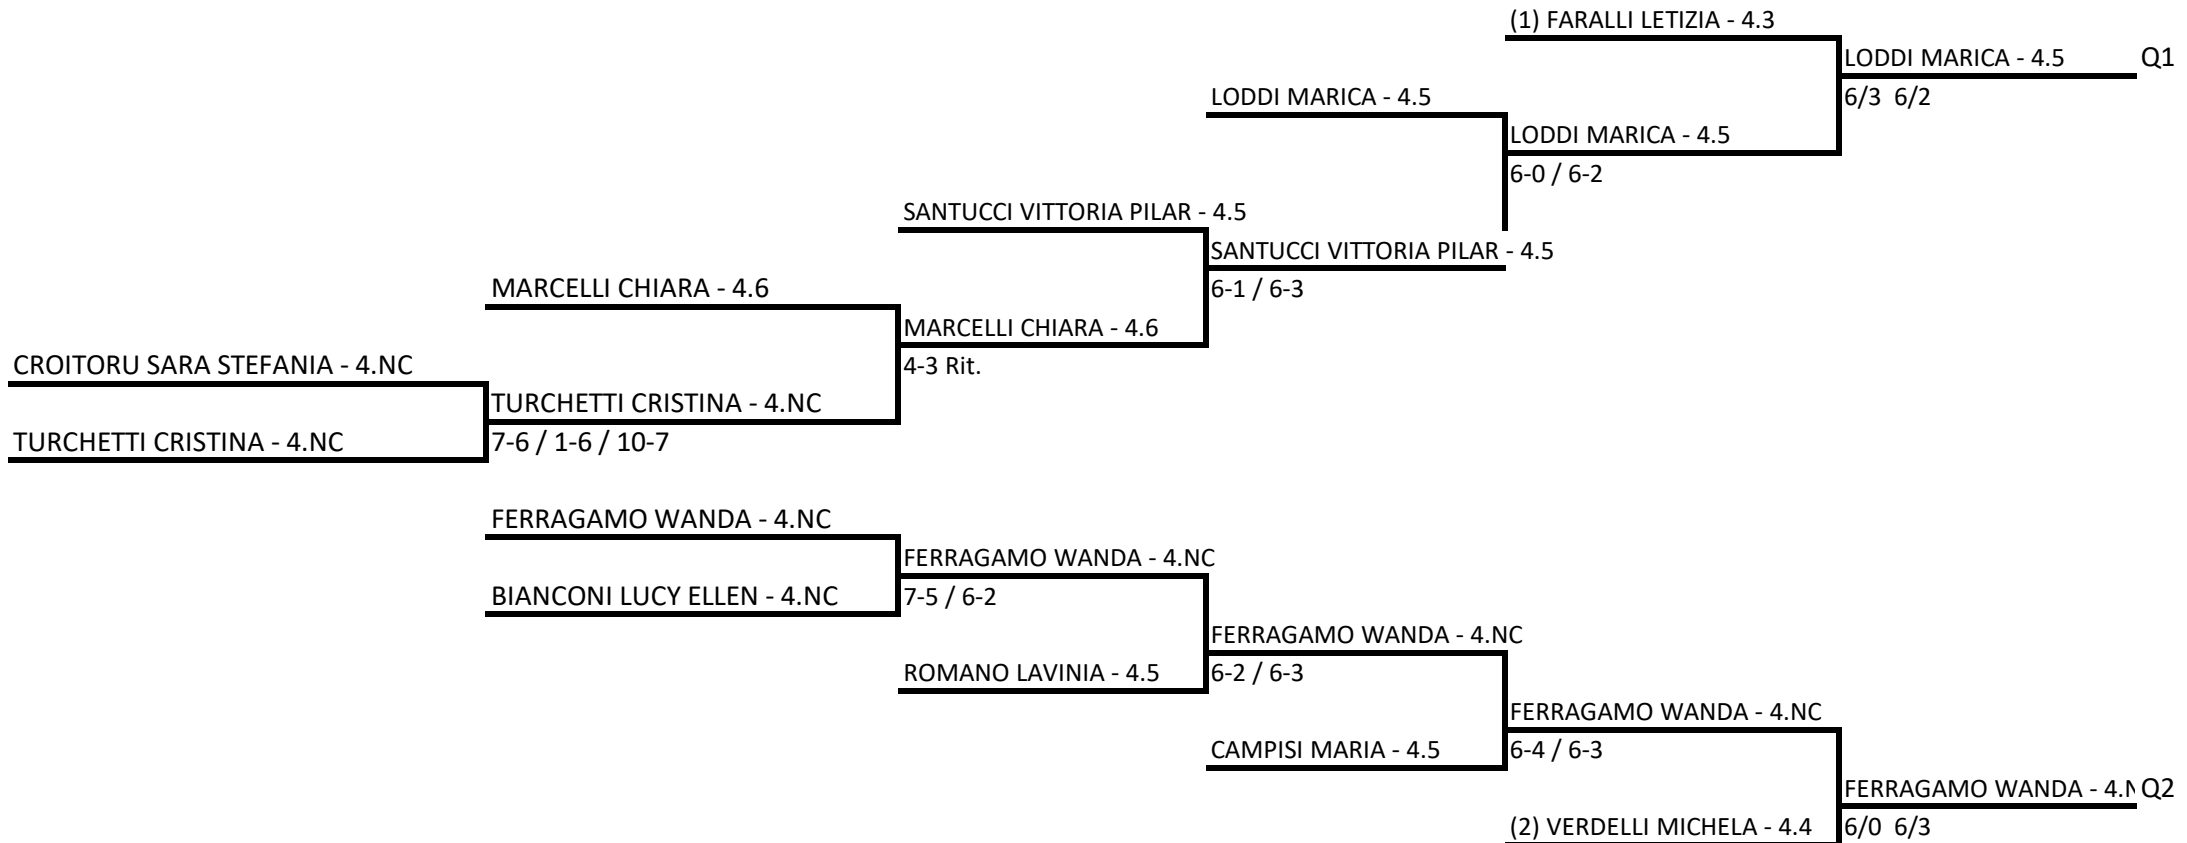 (1) FARALLI LETIZIA - 4.3
LODDI MARICA - 4.5 Q1
LODDI MARICA - 4.5
6/3 6/2
LODDI MARICA - 4.5
6-0 / 6-2
SANTUCCI VITTORIA PILAR - 4.5
SANTUCCI VITTORIA PILAR - 4.5
MARCELLI CHIARA - 4.6
6-1 / 6-3
MARCELLI CHIARA - 4.6
CROITORU SARA STEFANIA - 4.NC
4-3 Rit.
TURCHETTI CRISTINA - 4.NC
TURCHETTI CRISTINA - 4.NC
7-6 / 1-6 / 10-7
FERRAGAMO WANDA - 4.NC
FERRAGAMO WANDA - 4.NC
BIANCONI LUCY ELLEN - 4.NC
7-5 / 6-2
FERRAGAMO WANDA - 4.NC
ROMANO LAVINIA - 4.5
6-2 / 6-3
FERRAGAMO WANDA - 4.NC
CAMPISI MARIA - 4.5
6-4 / 6-3
FERRAGAMO WANDA - 4.N Q2
(2) VERDELLI MICHELA - 4.4
6/0 6/3